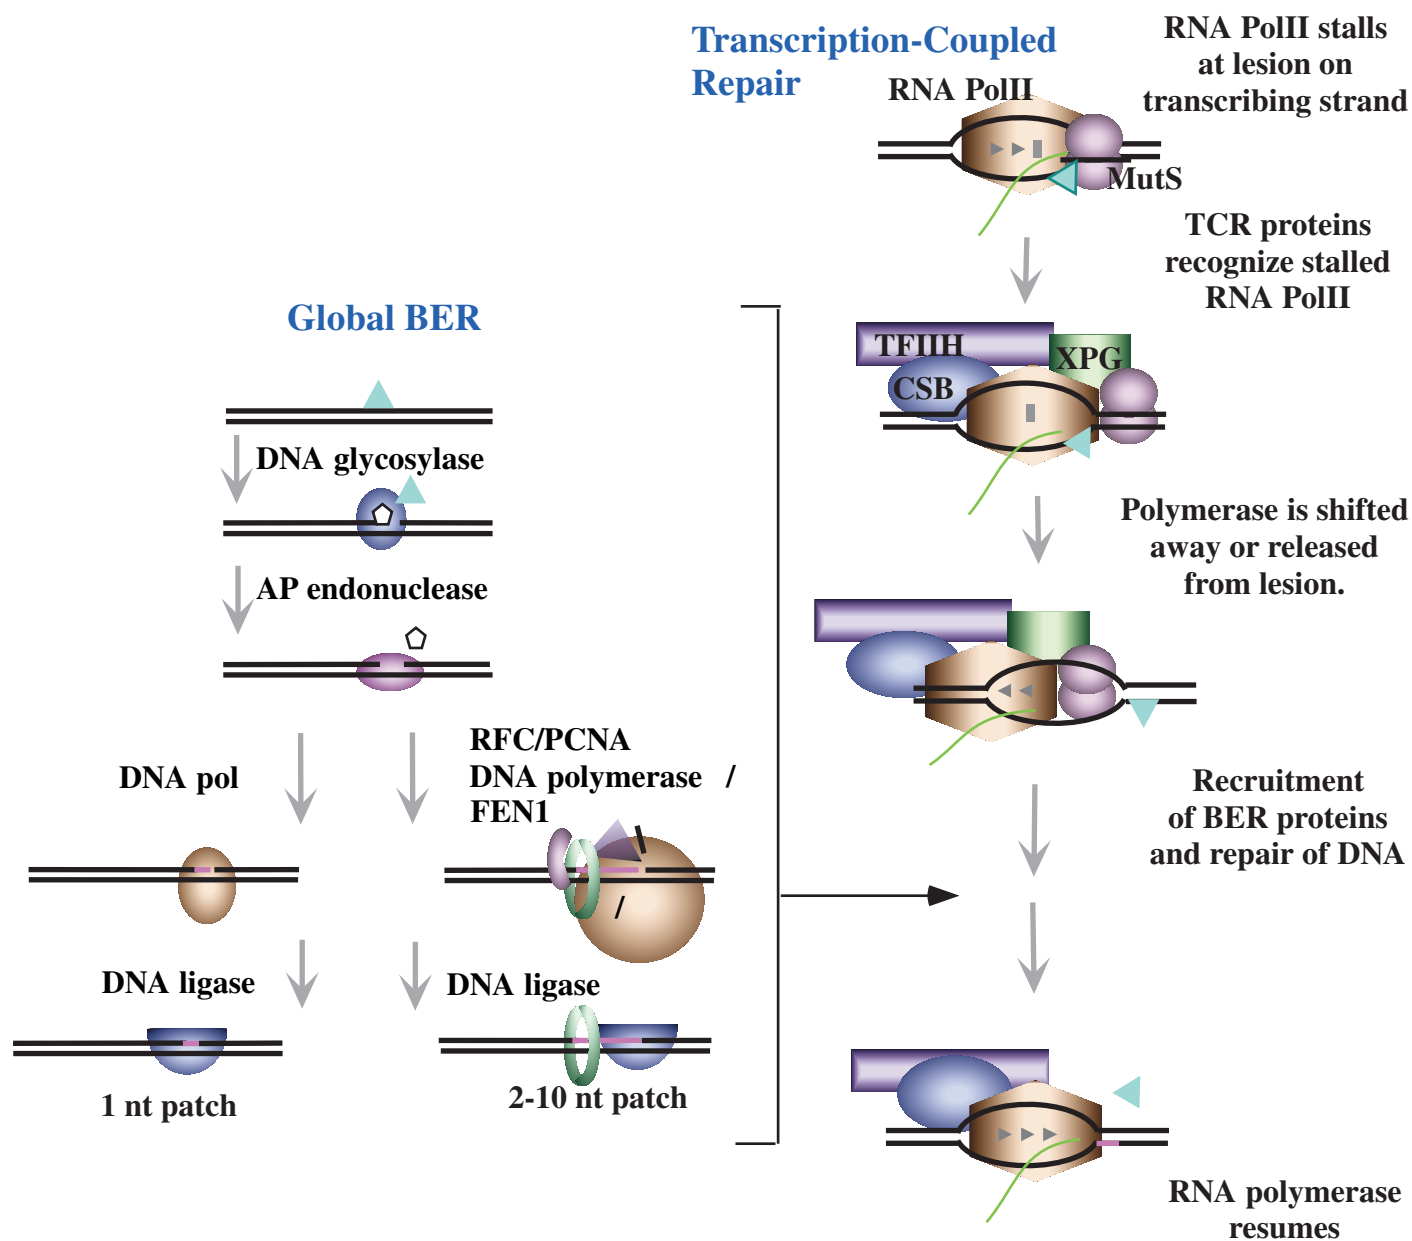 Transcription-Coupled
Repair
RNA PolII
RNA PolII stalls
at lesion on
transcribing strand
MutS
TCR proteins
recognize stalled
RNA PolII
TFIIH
XPG
CSB
Polymerase is shifted
away or released
from lesion.
Recruitment
of BER proteins
and repair of DNA
RNA polymerase
resumes
Global BER
DNA glycosylase
AP endonuclease
DNA pol
RFC/PCNA
DNA polymerase /
FEN1
/
DNA ligase
DNA ligase
1 nt patch
2-10 nt patch